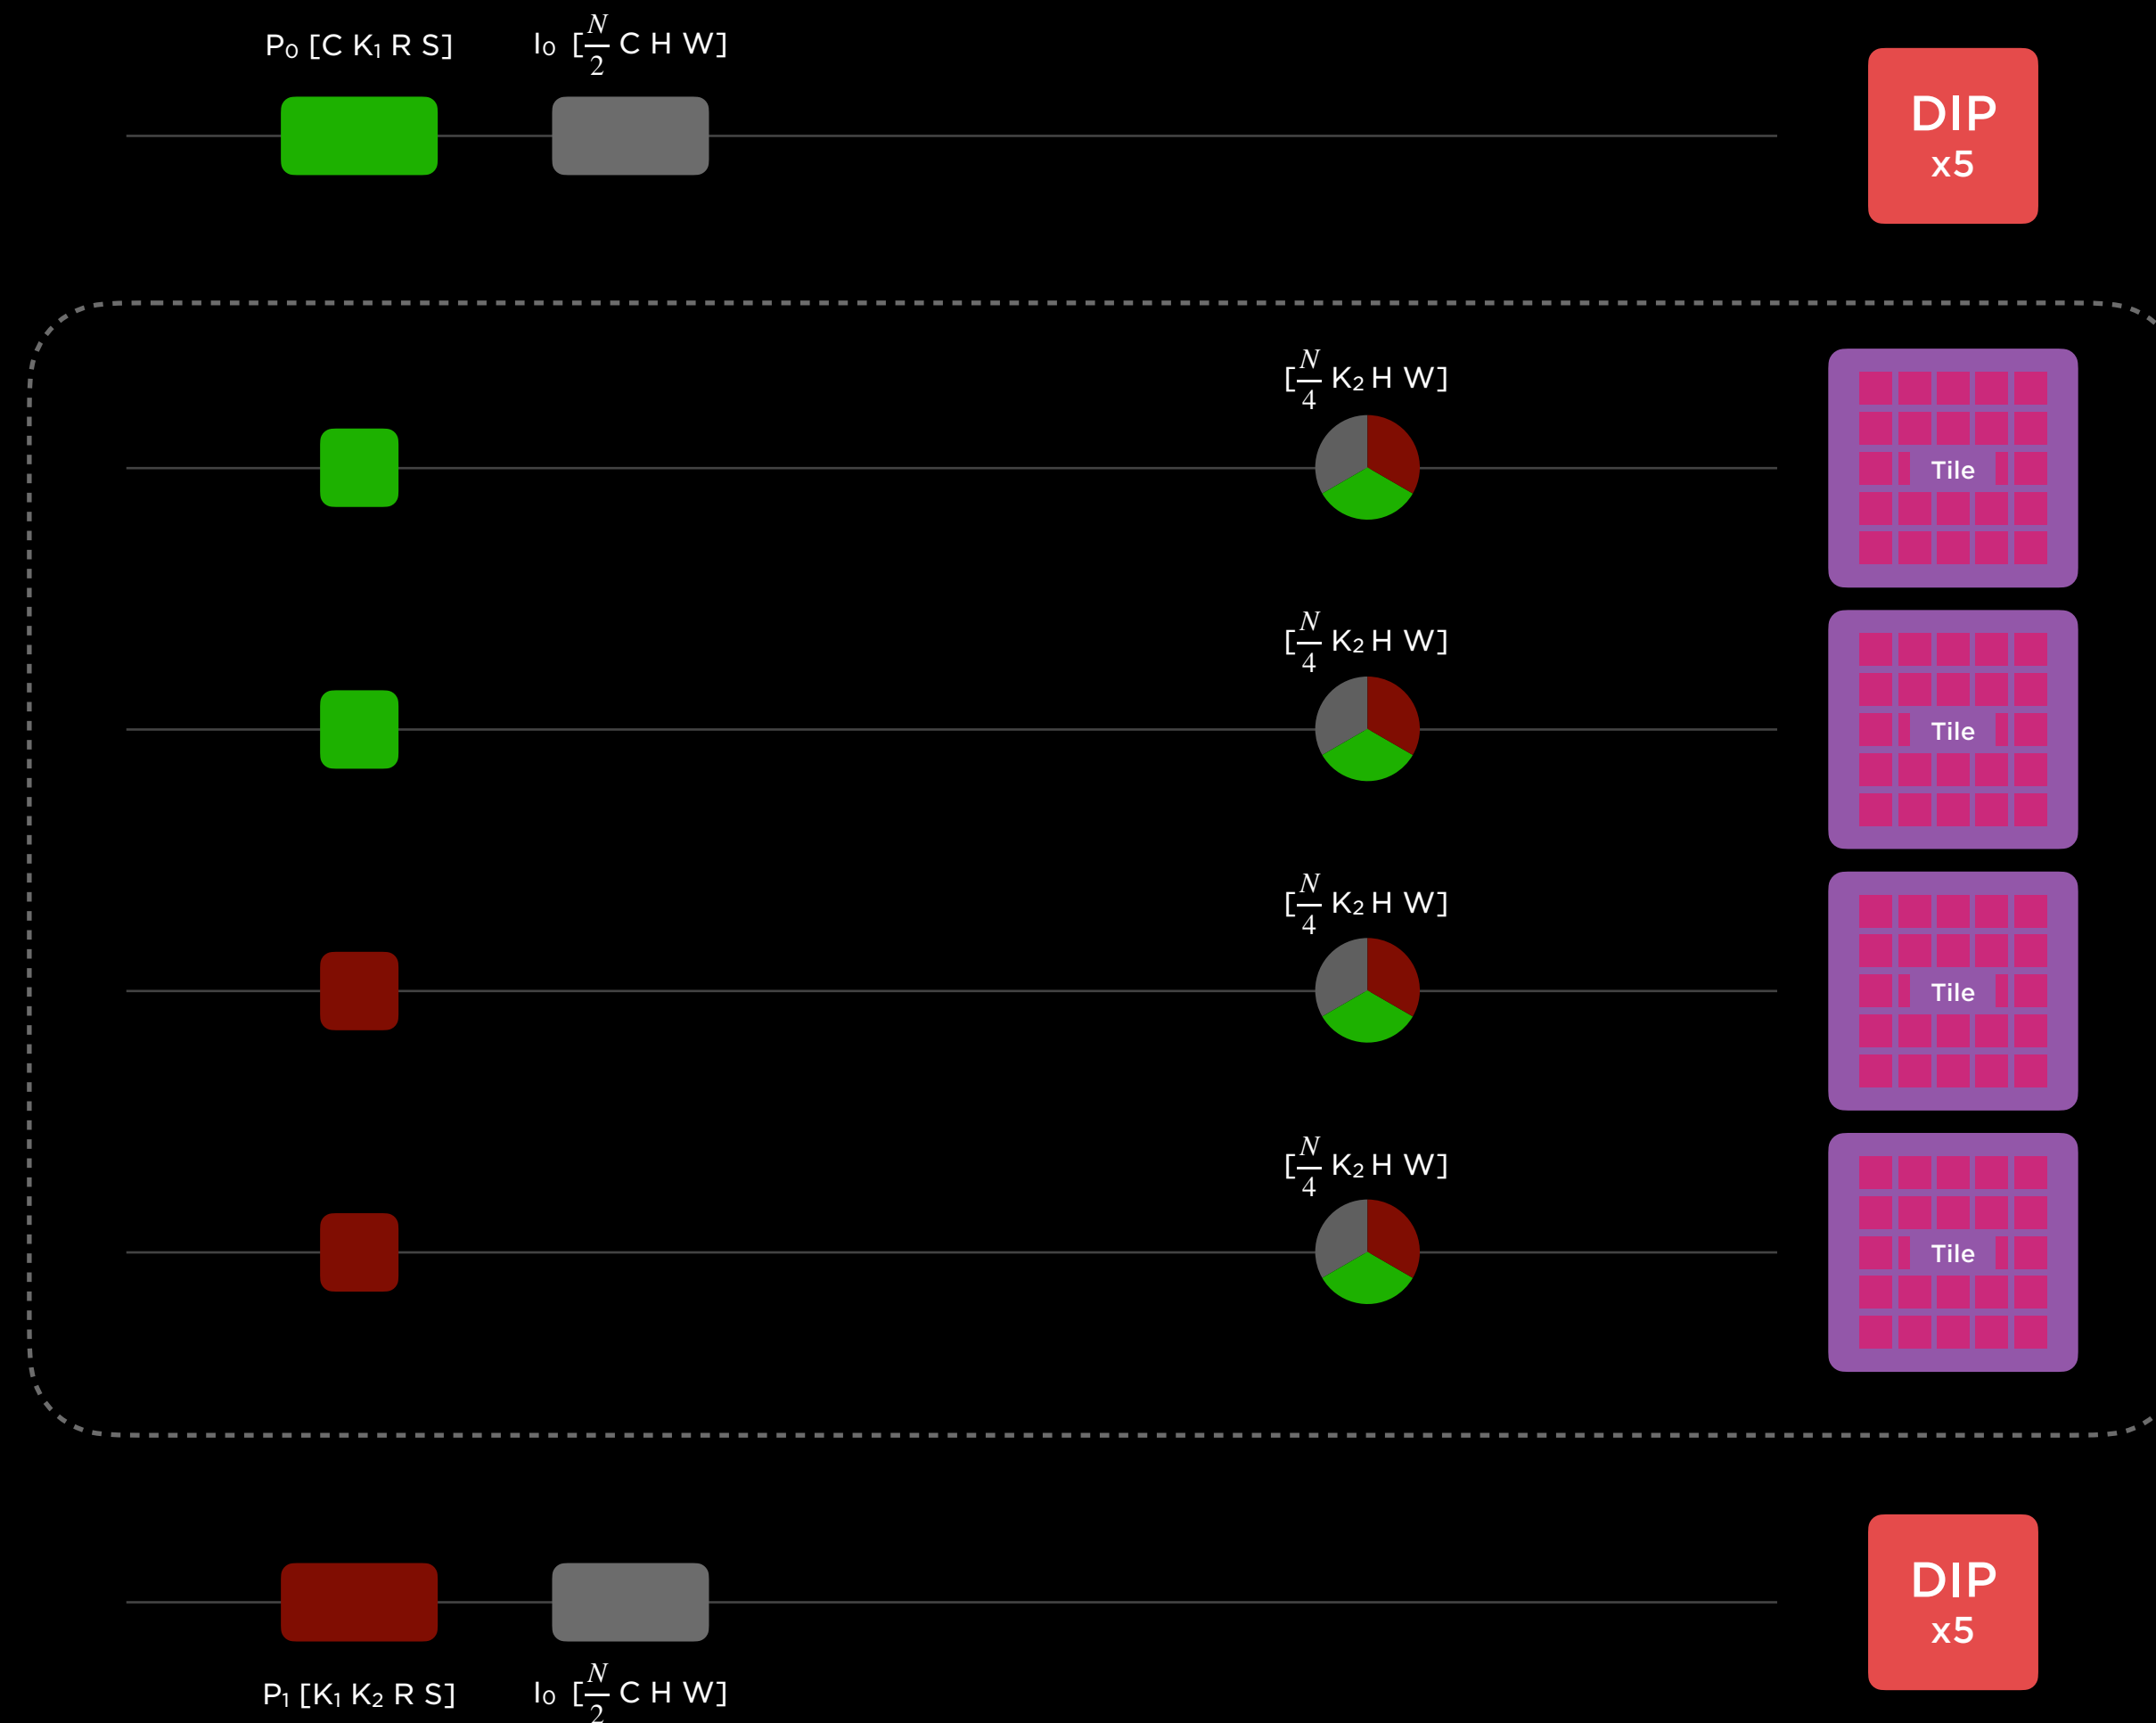 P₀ [C K₁ R S] I₀ [N/2 C H W]
DIP
x5
[N/4 K₂ H W]
Tile
[N/4 K₂ H W]
Tile
[N/4 K₂ H W]
Tile
[N/4 K₂ H W]
Tile
DIP
x5
P₁ [K₁ K₂ R S] I₀ [N/2 C H W]